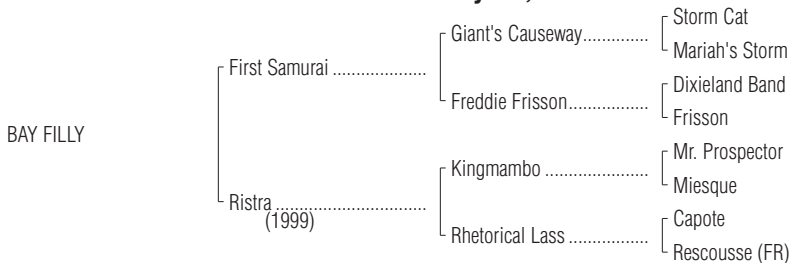 Storm Cat
Giant's Causeway...............
Mariah's Storm
First Samurai .....................
Dixieland Band
Freddie Frisson..................
Frisson
BAY FILLY
Mr. Prospector
Kingmambo ......................
Miesque
Ristra .................................
(1999)
Capote
Rhetorical Lass .................
Rescousse (FR)